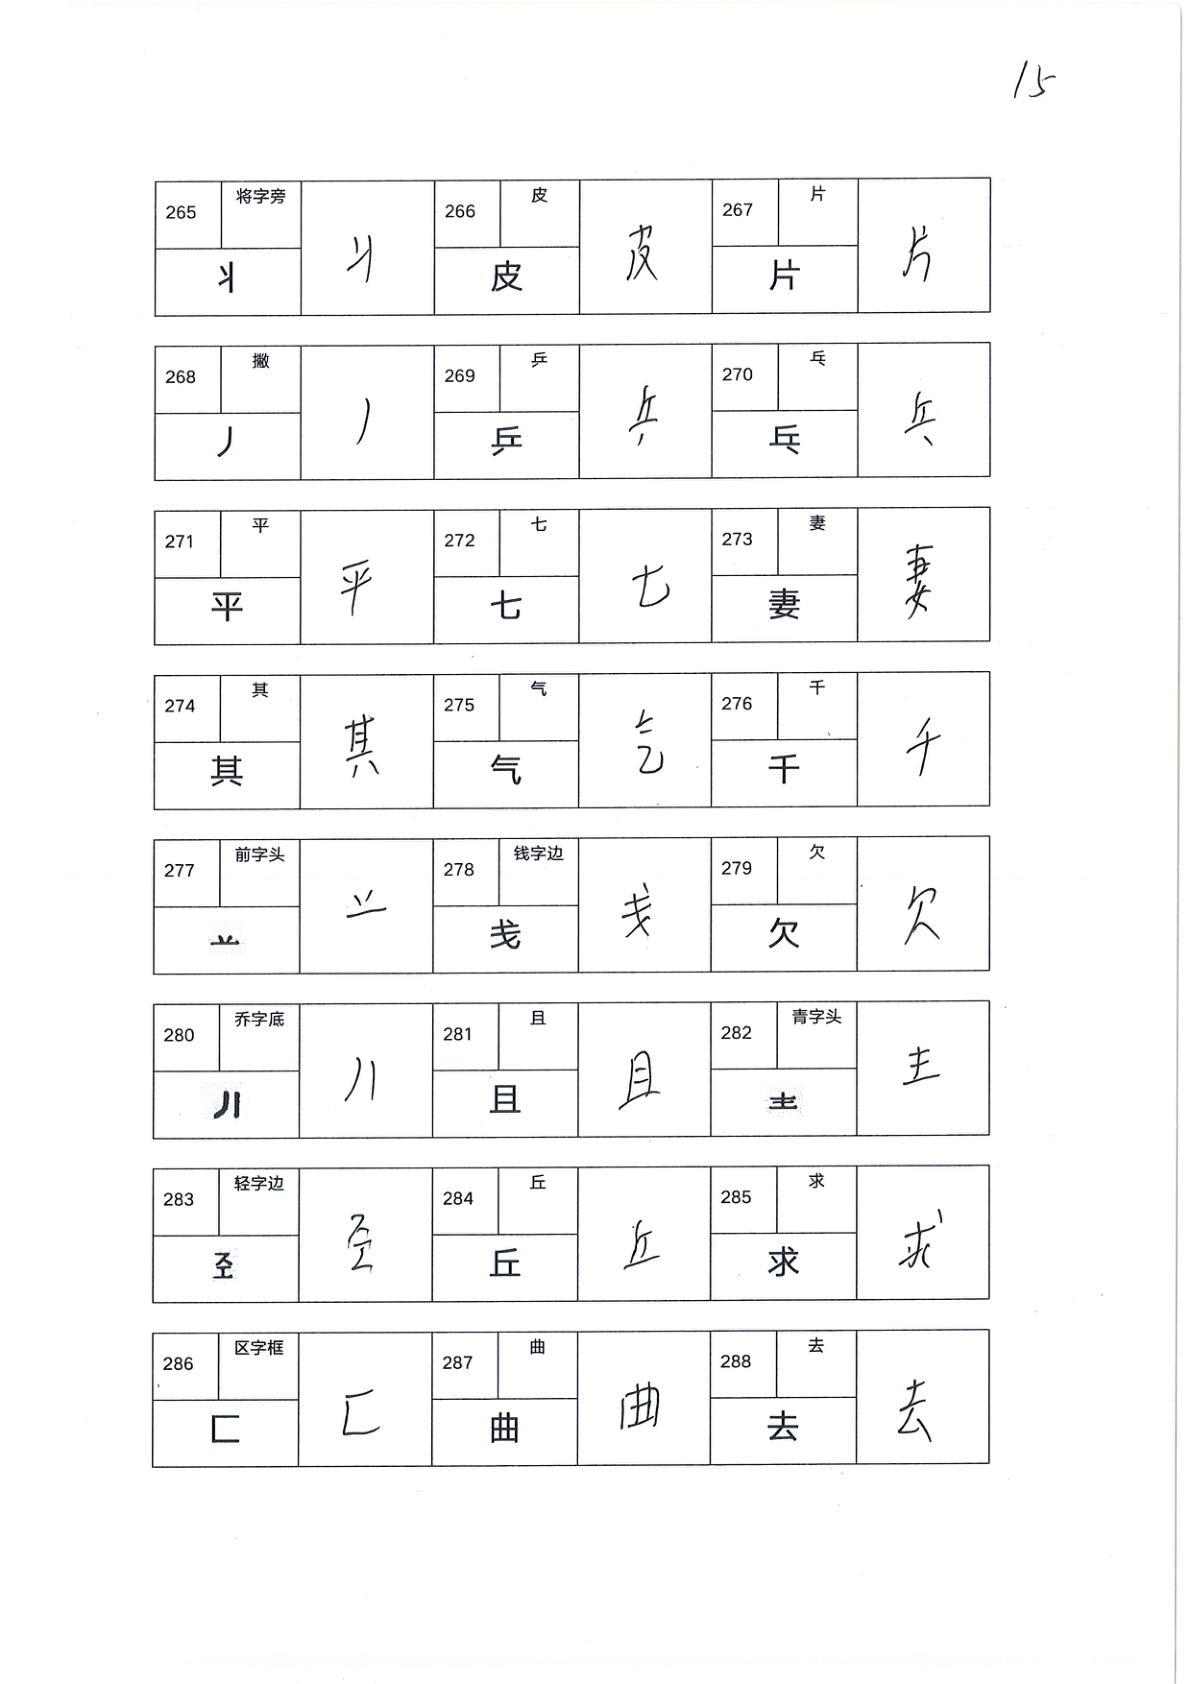 15
265 将字旁 丬 丬 266 皮 皮 皮 267 片 片 片
268 撇 丿 丿 269 乒 乒 乒 270 乓 乓 乓
271 平 平 平 272 七 七 七 273 妻 妻 妻
274 其 其 其 275 气 气 气 276 千 千 千
277 前字头 䒑 䒑 278 钱字边 戋 戋 279 欠 欠 欠
280 乔字底 丿丨 丿丨 281 且 且 且 282 青字头 龶 龶
283 轻字边 𢀖 𢀖 284 丘 丘 丘 285 求 求 求
286 区字框 匚 匚 287 曲 曲 曲 288 去 去 去